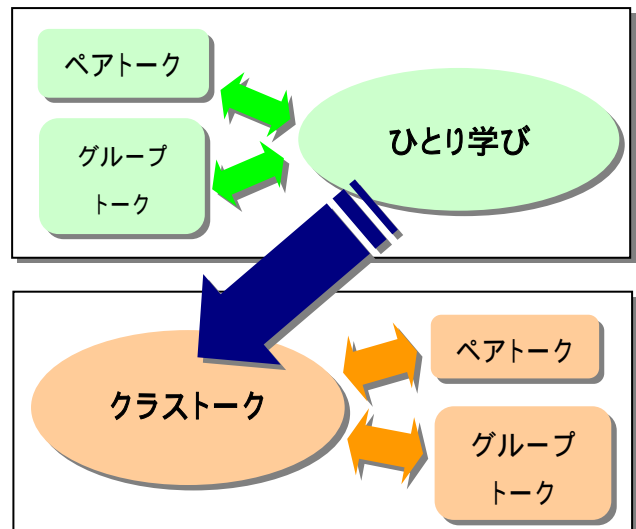 ペアトーク
ひとり学び
グループ
トーク
クラストーク
ペアトーク
グループ
トーク